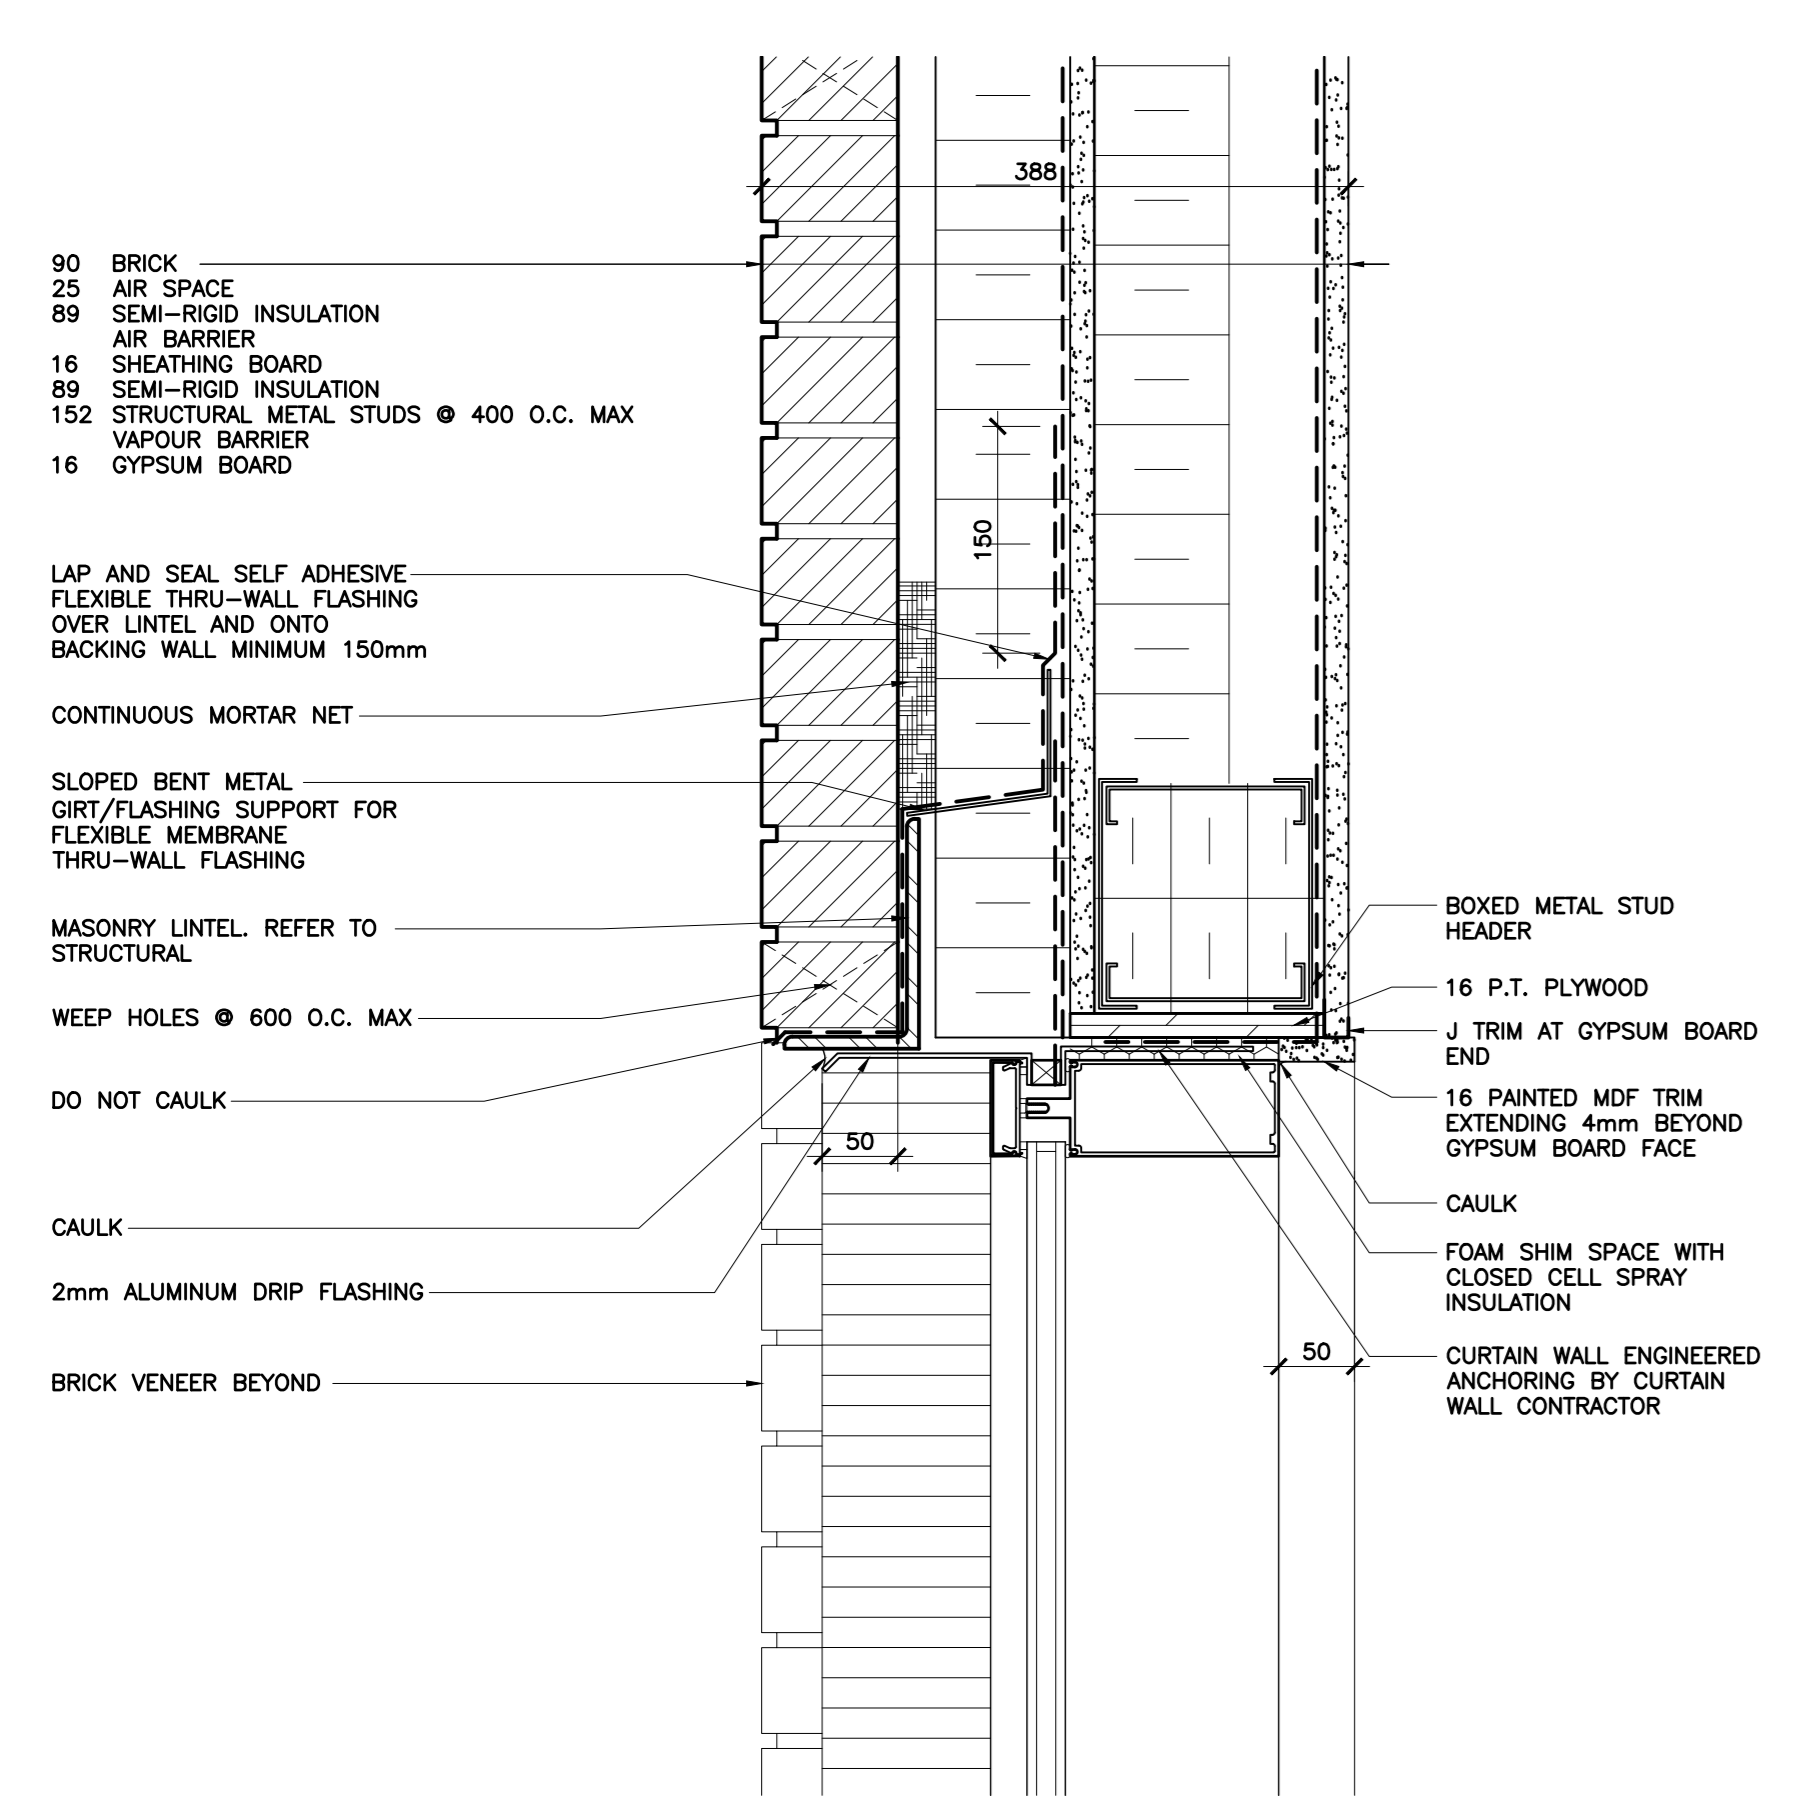 388
90 BRICK
25 AIR SPACE
89 SEMI-RIGID INSULATION
AIR BARRIER
16 SHEATHING BOARD
89 SEMI-RIGID INSULATION
152 STRUCTURAL METAL STUDS @ 400 O.C. MAX
VAPOUR BARRIER
16 GYPSUM BOARD
150
LAP AND SEAL SELF ADHESIVE
FLEXIBLE THRU-WALL FLASHING
OVER LINTEL AND ONTO
BACKING WALL MINIMUM 150mm
CONTINUOUS MORTAR NET
SLOPED BENT METAL
GIRT/FLASHING SUPPORT FOR
FLEXIBLE MEMBRANE
THRU-WALL FLASHING
MASONRY LINTEL. REFER TO
STRUCTURAL
WEEP HOLES @ 600 O.C. MAX
DO NOT CAULK
50
CAULK
2mm ALUMINUM DRIP FLASHING
BRICK VENEER BEYOND
BOXED METAL STUD
HEADER
16 P.T. PLYWOOD
J TRIM AT GYPSUM BOARD
END
16 PAINTED MDF TRIM
EXTENDING 4mm BEYOND
GYPSUM BOARD FACE
CAULK
FOAM SHIM SPACE WITH
CLOSED CELL SPRAY
INSULATION
50
CURTAIN WALL ENGINEERED
ANCHORING BY CURTAIN
WALL CONTRACTOR